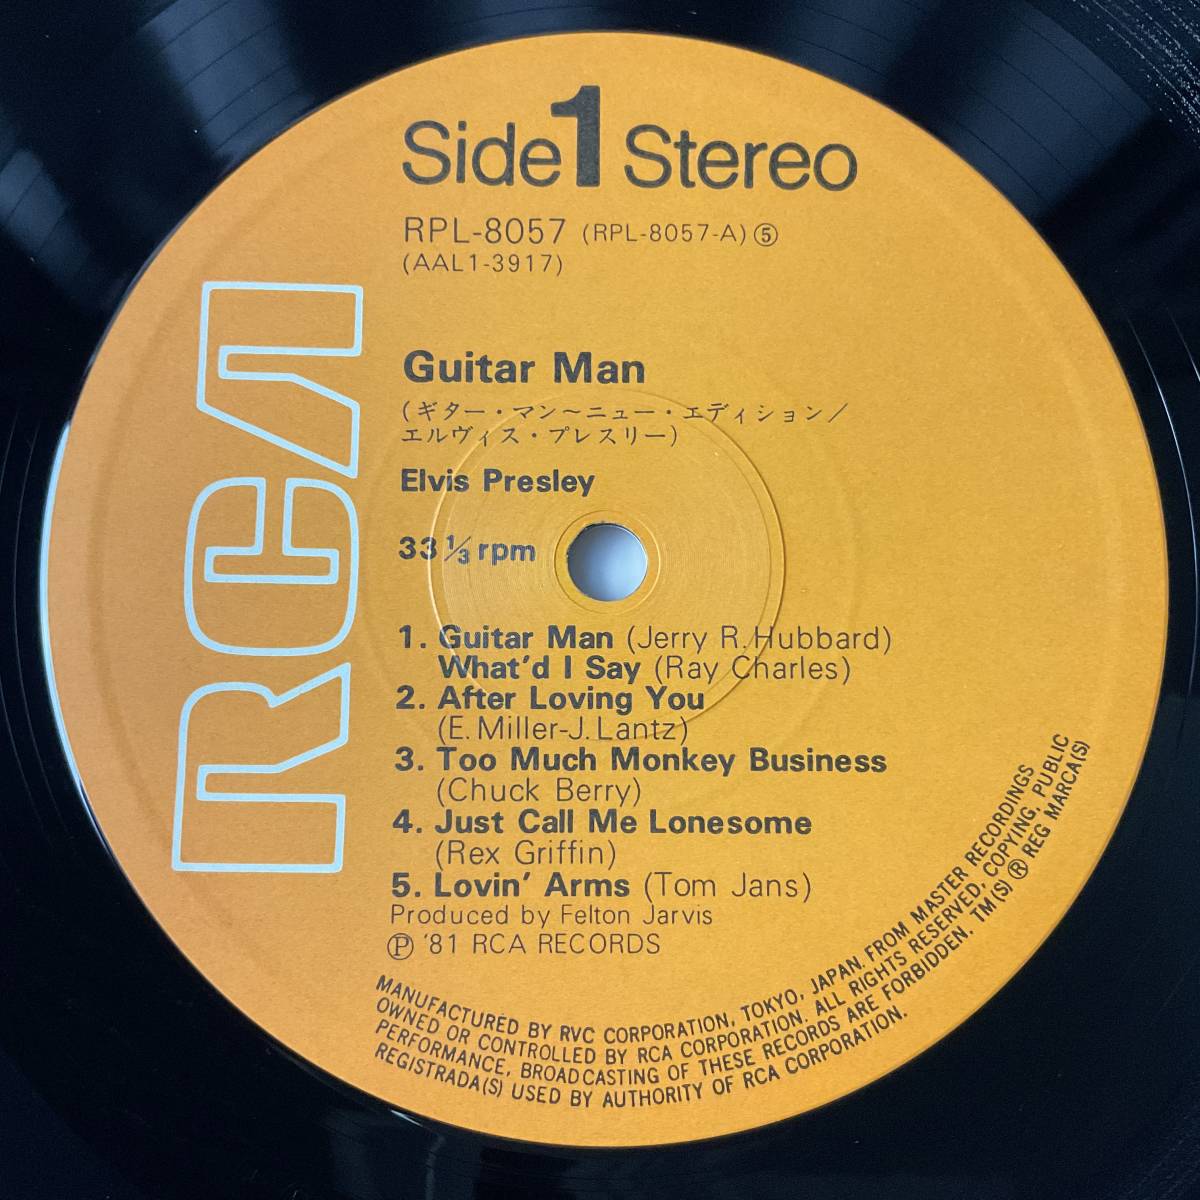 Side 1 Stereo
RPL-8057 (RPL-8057-A) ⑤
(AAL1-3917)
RCA
Guitar Man
(ギター・マン〜ニュー・エディション/
エルヴィス・プレスリー)
Elvis Presley
33 1/3 rpm
1. Guitar Man (Jerry R. Hubbard)
What'd I Say (Ray Charles)
2. After Loving You
(E. Miller-J. Lantz)
3. Too Much Monkey Business
(Chuck Berry)
4. Just Call Me Lonesome
(Rex Griffin)
5. Lovin' Arms (Tom Jans)
Produced by Felton Jarvis
Ⓟ '81 RCA RECORDS
MANUFACTURED BY RVC CORPORATION, TOKYO, JAPAN. FROM MASTER RECORDINGS
OWNED OR CONTROLLED BY RCA CORPORATION. ALL RIGHTS RESERVED, COPYING, PUBLIC
PERFORMANCE, BROADCASTING OF THESE RECORDS ARE FORBIDDEN. TM(S) ® REG MARCA(S)
REGISTRADA(S) USED BY AUTHORITY OF RCA CORPORATION.